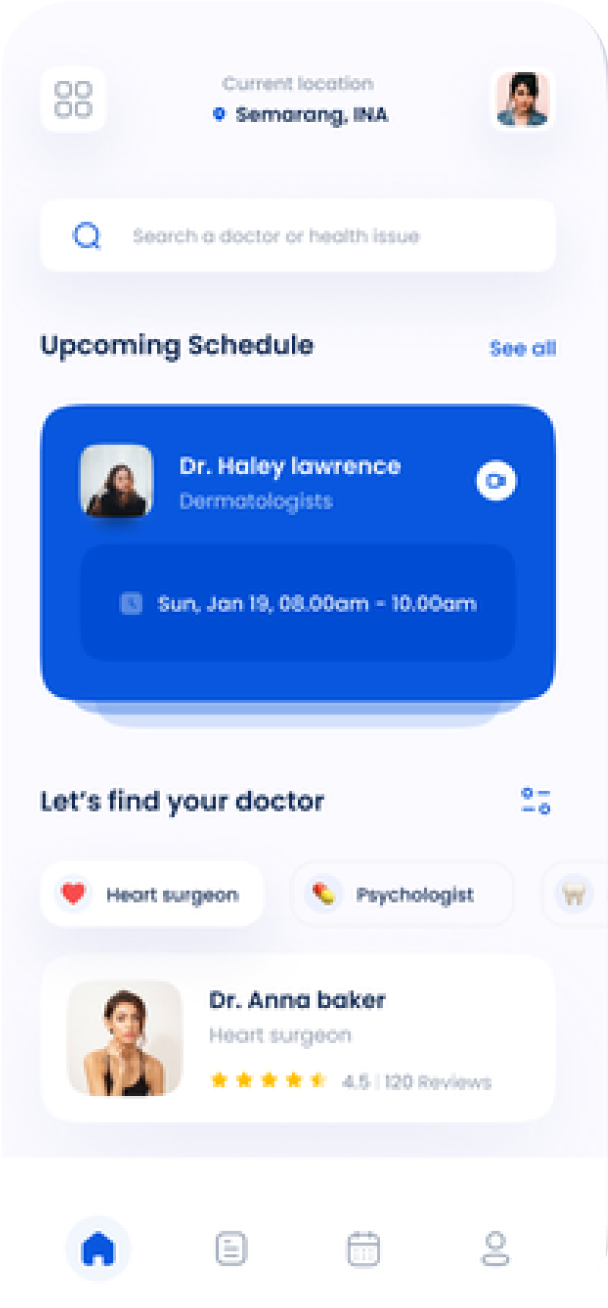 Current location
Semarang, INA
Search a doctor or health issue
Upcoming Schedule
See all
Dr. Haley lawrence
Dermatologists
Sun, Jan 19, 08.00am - 10.00am
Let's find your doctor
Heart surgeon
Psychologist
Dr. Anna baker
Heart surgeon
4.5 | 120 Reviews